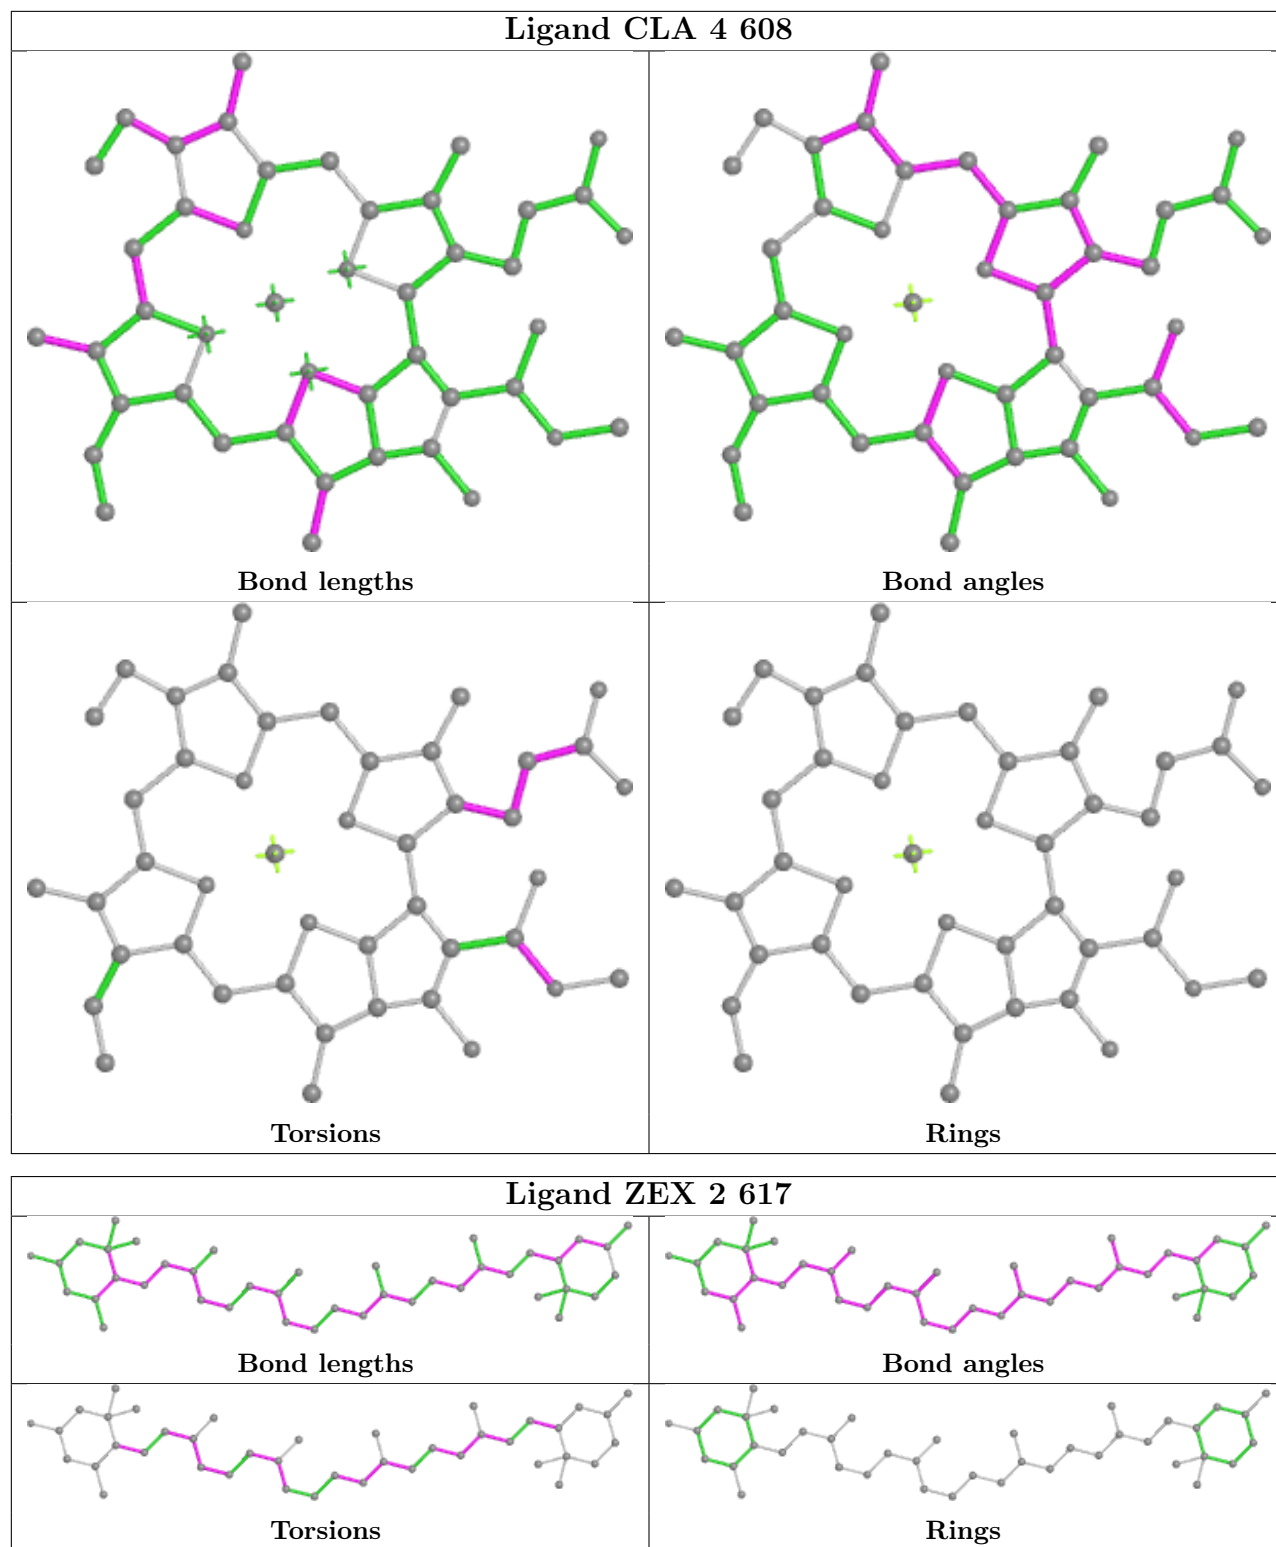 Ligand CLA 4 608
Bond lengths
Bond angles
Torsions
Rings
Ligand ZEX 2 617
Bond lengths
Bond angles
Torsions
Rings